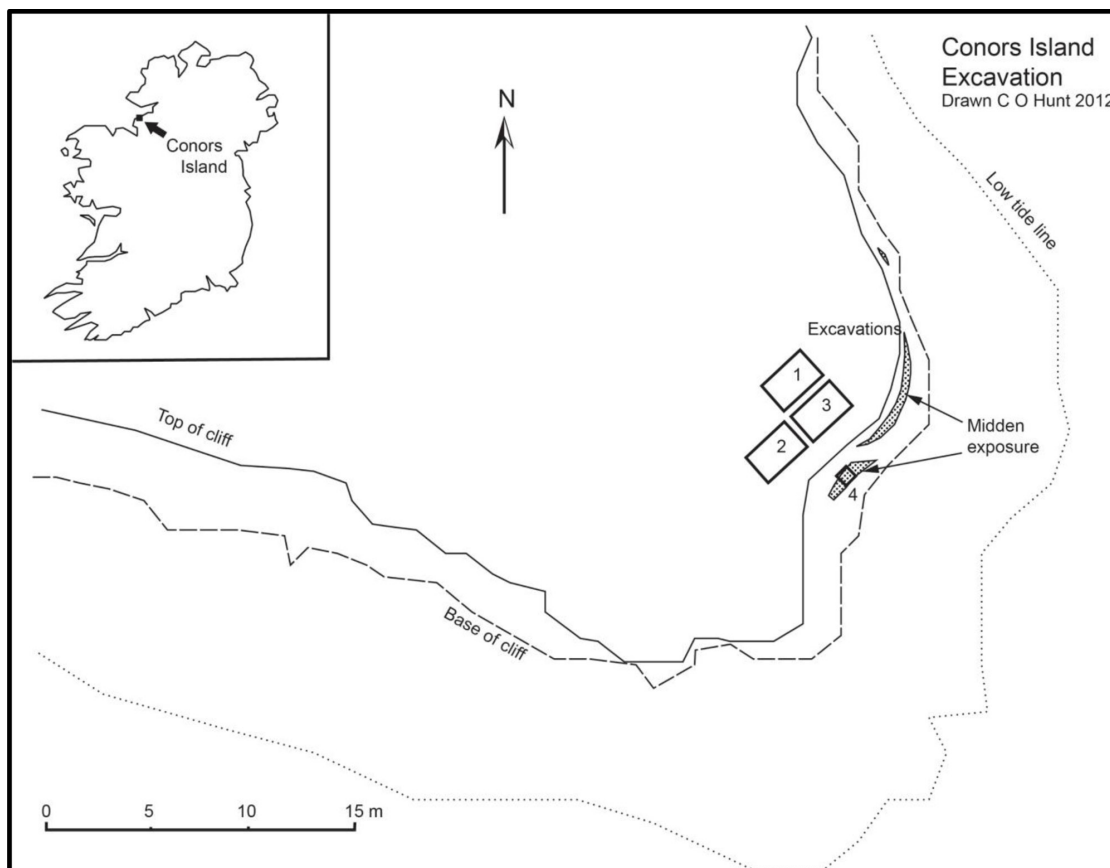 Conors Island
Excavation
Drawn C O Hunt 2012
N
Conors
Island
Low tide line
Excavations
1
3
2
Midden
exposure
4
Top of cliff
Base of cliff
0 5 10 15 m